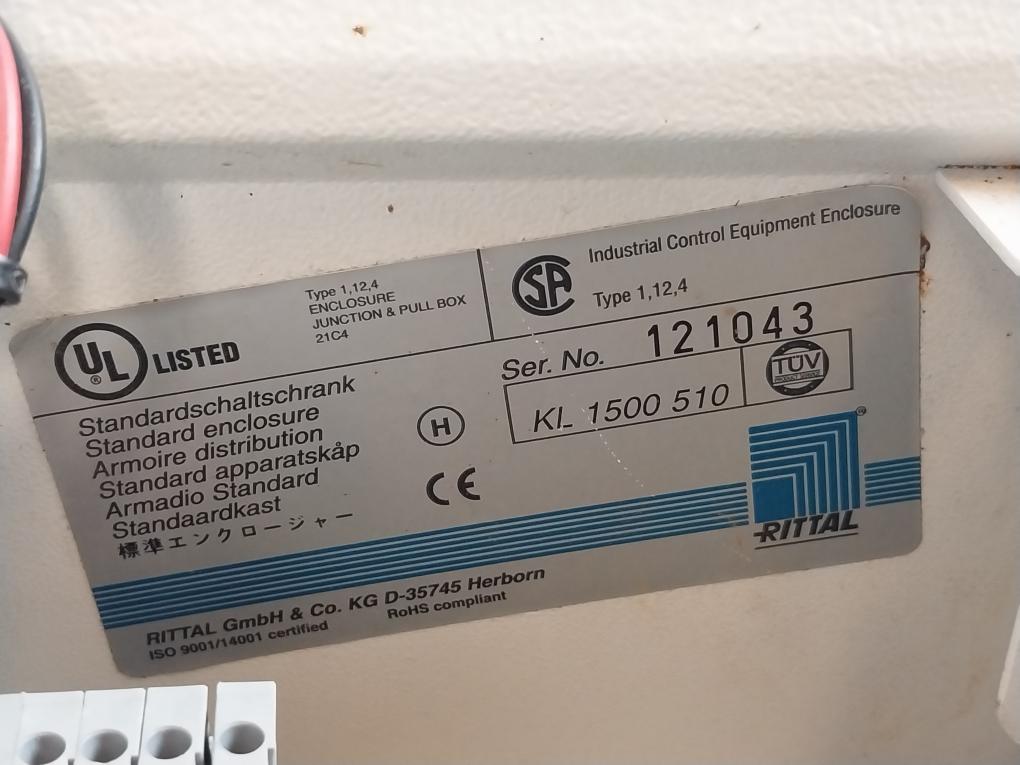 Type 1,12,4
ENCLOSURE
JUNCTION & PULL BOX
21C4
UL
®
LISTED
SA
Industrial Control Equipment Enclosure
Type 1,12,4
Ser. No. 121043
KL 1500 510
TÜV
PRODUCT SERVICE
Standardschaltschrank
Standard enclosure
Armoire distribution
Standard apparatskåp
Armadio Standard
Standaardkast
標準エンクロージャー
H
CE
®
RITTAL
RITTAL GmbH & Co. KG D-35745 Herborn
ISO 9001/14001 certified
RoHS compliant